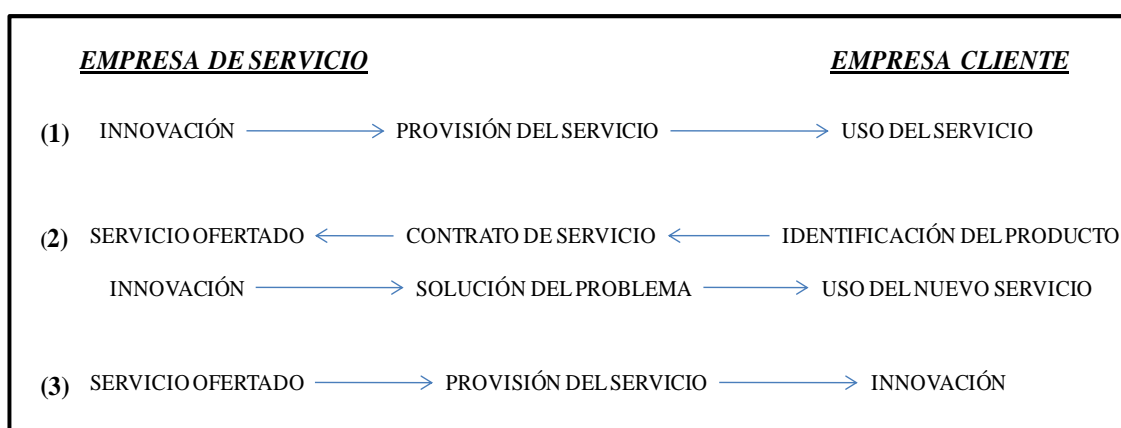 EMPRESA DE SERVICIO EMPRESA CLIENTE
(1) INNOVACIÓN PROVISIÓN DEL SERVICIO USO DEL SERVICIO
(2) SERVICIO OFERTADO CONTRATO DE SERVICIO IDENTIFICACIÓN DEL PRODUCTO
INNOVACIÓN SOLUCIÓN DEL PROBLEMA USO DEL NUEVO SERVICIO
(3) SERVICIO OFERTADO PROVISIÓN DEL SERVICIO INNOVACIÓN